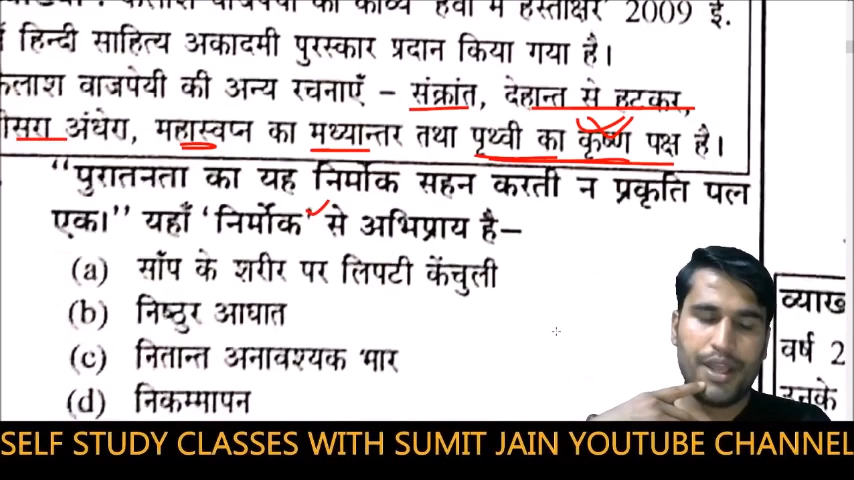 कैलाश वाजपेयी का काव्य हवा में हस्ताक्षर 2009 ई.
हिन्दी साहित्य अकादमी पुरस्कार प्रदान किया गया है।
कैलाश वाजपेयी की अन्य रचनाएँ – संक्रांत, देहान्त से हटकर,
तीसरा अंधेरा, महास्वप्न का मध्यान्तर तथा पृथ्वी का कृष्ण पक्ष है।
“पुरातनता का यह निर्मोक सहन करती न प्रकृति पल
एक।” यहाँ ‘निर्मोक’ से अभिप्राय है–
(a) साँप के शरीर पर लिपटी केंचुली
(b) निष्ठुर आघात
(c) नितान्त अनावश्यक भार
(d) निकम्मापन
व्याख
वर्ष 2
उनके
SELF STUDY CLASSES WITH SUMIT JAIN YOUTUBE CHANNEL